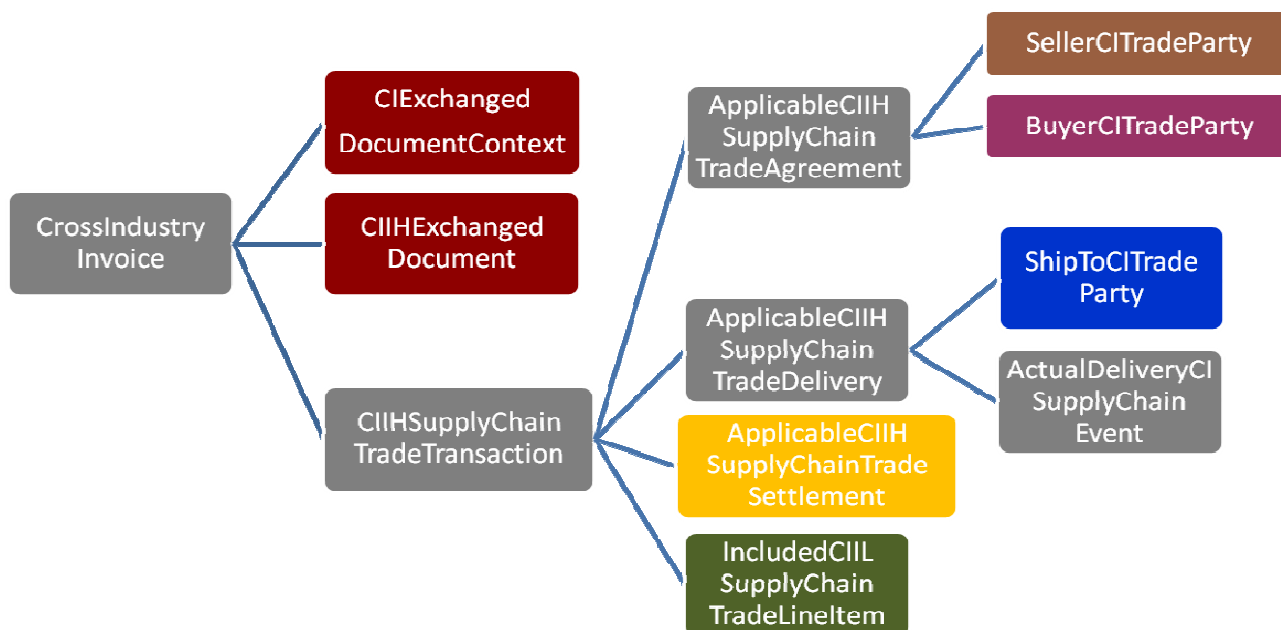 CrossIndustry
Invoice
CIExchanged
DocumentContext
CIIHExchanged
Document
CIIHSupplyChain
TradeTransaction
ApplicableCIIH
SupplyChain
TradeAgreement
ApplicableCIIH
SupplyChain
TradeDelivery
ApplicableCIIH
SupplyChainTrade
Settlement
IncludedCIIL
SupplyChain
TradeLineItem
SellerCITradeParty
BuyerCITradeParty
ShipToCITrade
Party
ActualDeliveryCI
SupplyChain
Event